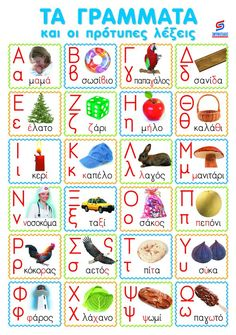 ΤΑ ΓΡΑΜΜΑΤΑ
και οι πρότυπες λέξεις
Α α
μαμά
Β β
σωσίβιο
Γ γ
παπαγάλος
Δ δ
σανίδα
Ε ε
έλατο
Ζ ζ
ζάρι
Η η
μήλο
Θ θ
καλάθι
Ι ι
κερί
Κ κ
καπέλο
Λ λ
λαγός
Μ μ
μανιτάρι
Ν ν
νοσοκόμα
Ξ ξ
ταξί
Ο ο
σάκος
Π π
πεπόνι
Ρ ρ
κόκορας
Σ σ
αετός
Τ τ
πίτα
Υ υ
σύκα
Φ φ
φάρος
Χ χ
λάχανο
Ψ ψ
ψωμί
Ω ω
παγωτό